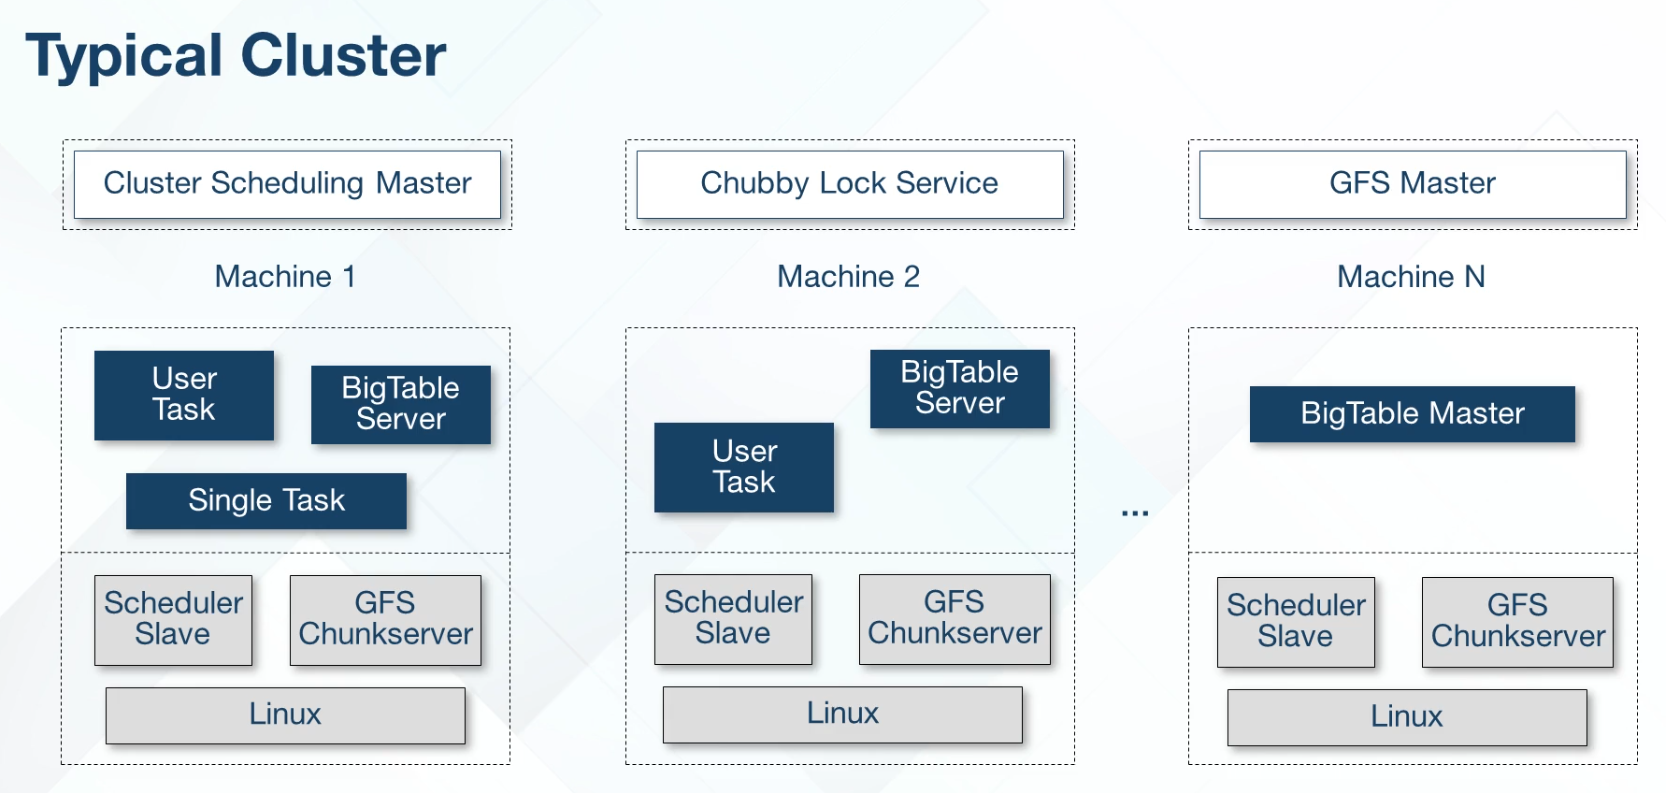 Typical Cluster
Cluster Scheduling Master
Chubby Lock Service
GFS Master
Machine 1
Machine 2
Machine N
User
Task
BigTable
Server
Single Task
Scheduler
Slave
GFS
Chunkserver
Linux
BigTable
Server
User
Task
Scheduler
Slave
GFS
Chunkserver
Linux
...
BigTable Master
Scheduler
Slave
GFS
Chunkserver
Linux